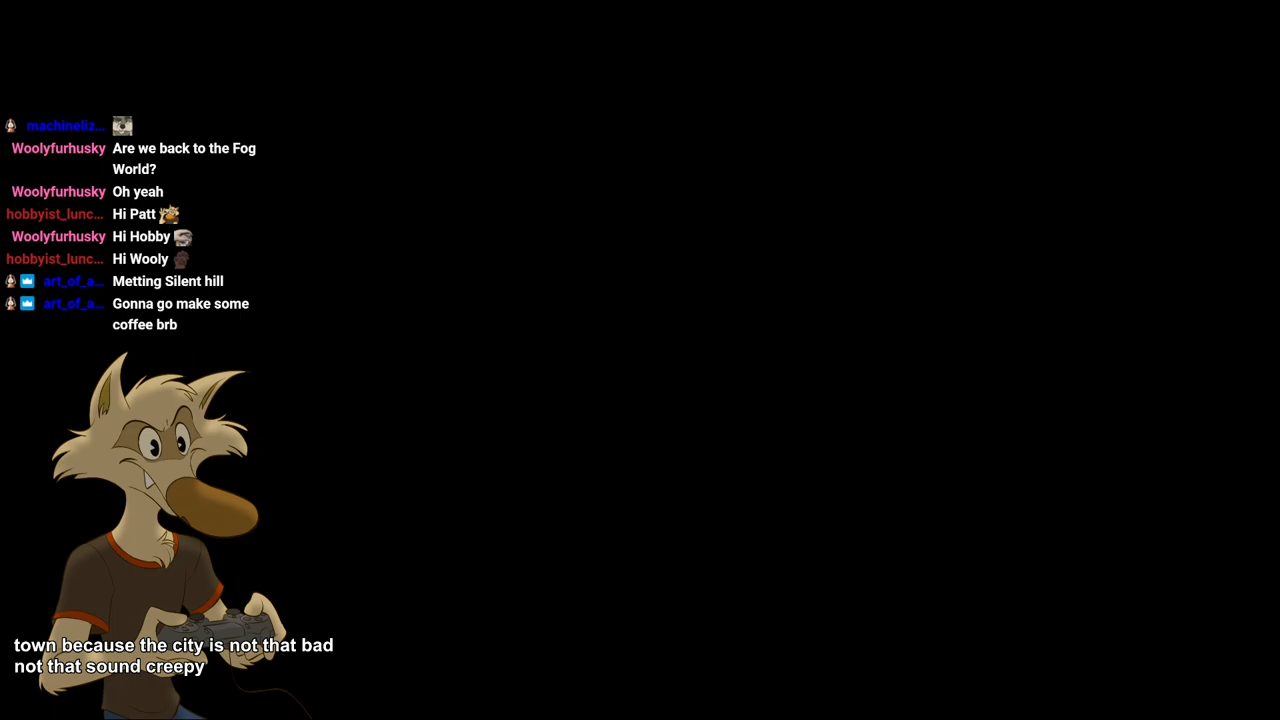 machineliz...
Woolyfurhusky Are we back to the Fog
World?
Woolyfurhusky Oh yeah
hobbyist_lunc... Hi Patt
Woolyfurhusky Hi Hobby
hobbyist_lunc... Hi Wooly
art_of_a... Metting Silent hill
art_of_a... Gonna go make some
coffee brb
town because the city is not that bad
not that sound creepy